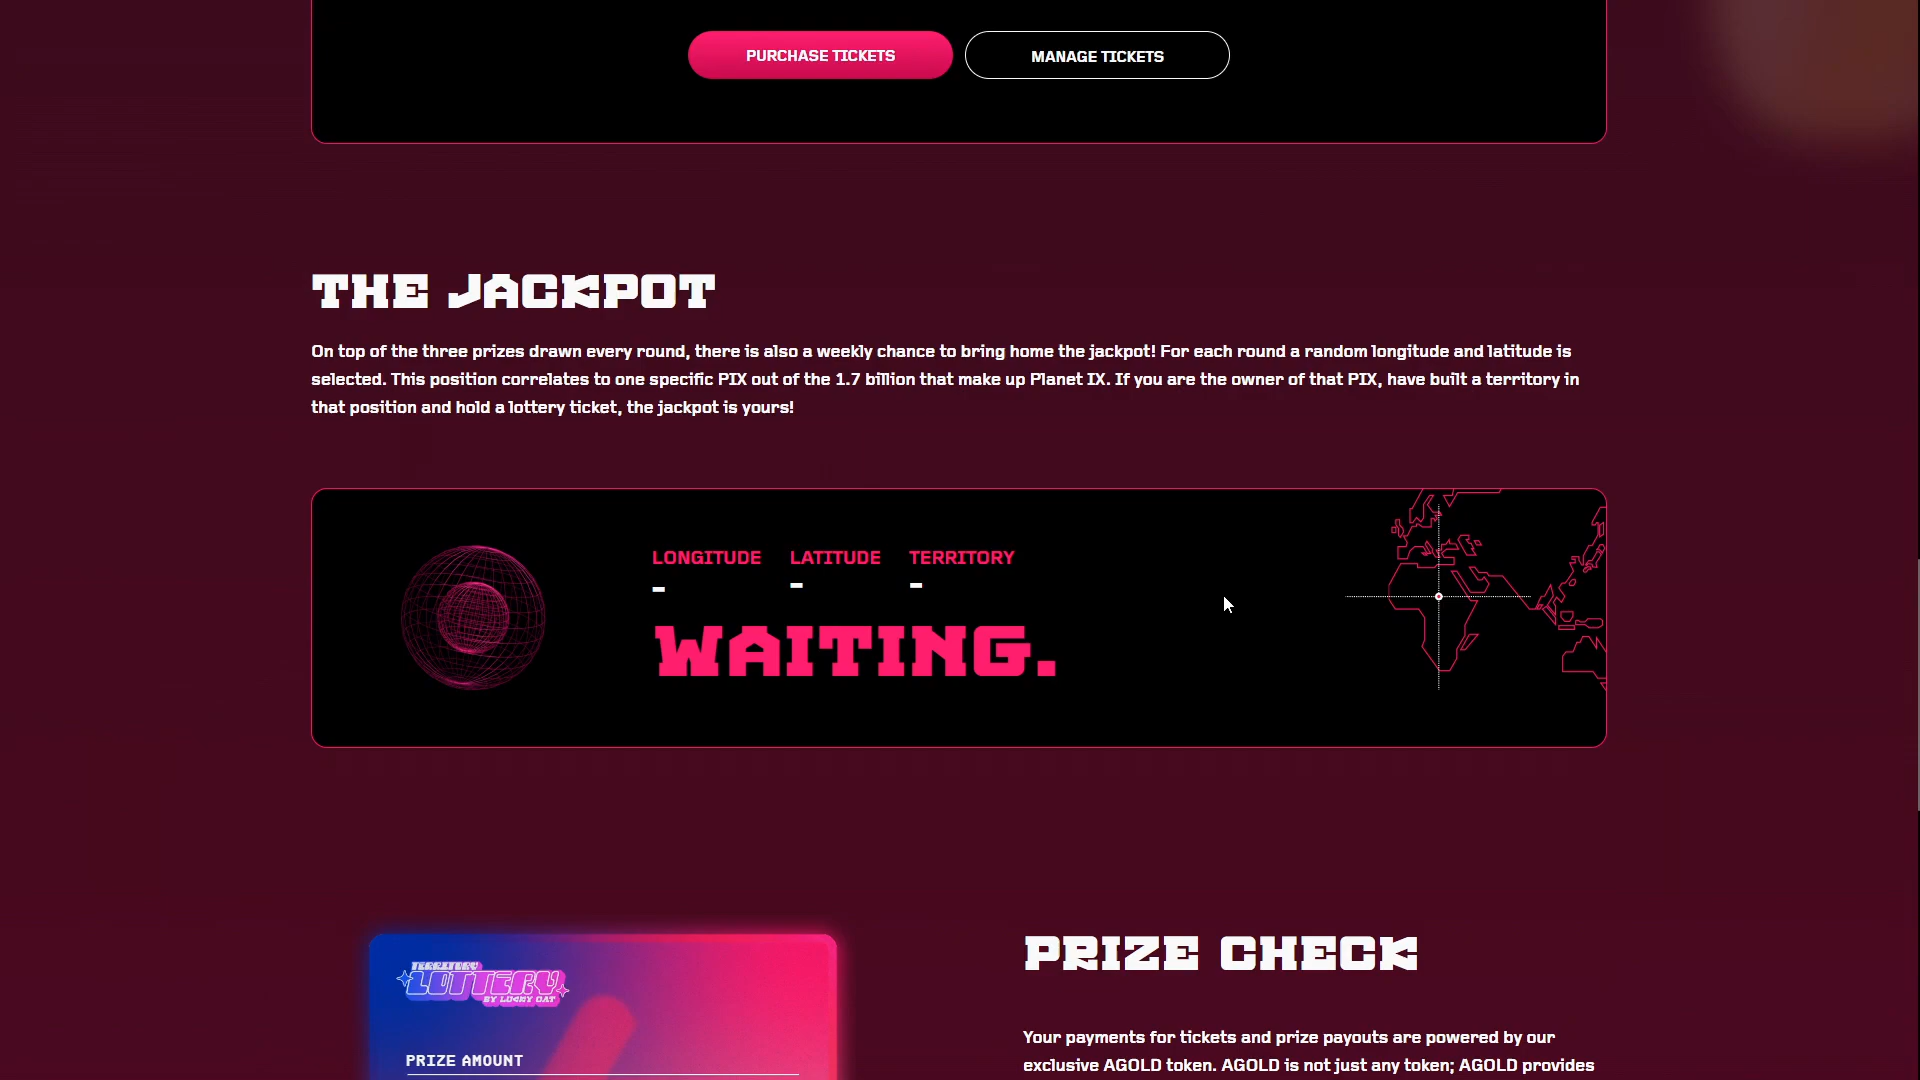 PURCHASE TICKETS
MANAGE TICKETS
THE JACKPOT
On top of the three prizes drawn every round, there is also a weekly chance to bring home the jackpot! For each round a random longitude and latitude is
selected. This position correlates to one specific PIX out of the 1.7 billion that make up Planet IX. If you are the owner of that PIX, have built a territory in
that position and hold a lottery ticket, the jackpot is yours!
LONGITUDE LATITUDE TERRITORY
- - -
WAITING.
TERRITORY
LOTTERY
BY LUCKY CAT
PRIZE AMOUNT
PRIZE CHECK
Your payments for tickets and prize payouts are powered by our
exclusive AGOLD token. AGOLD is not just any token; AGOLD provides